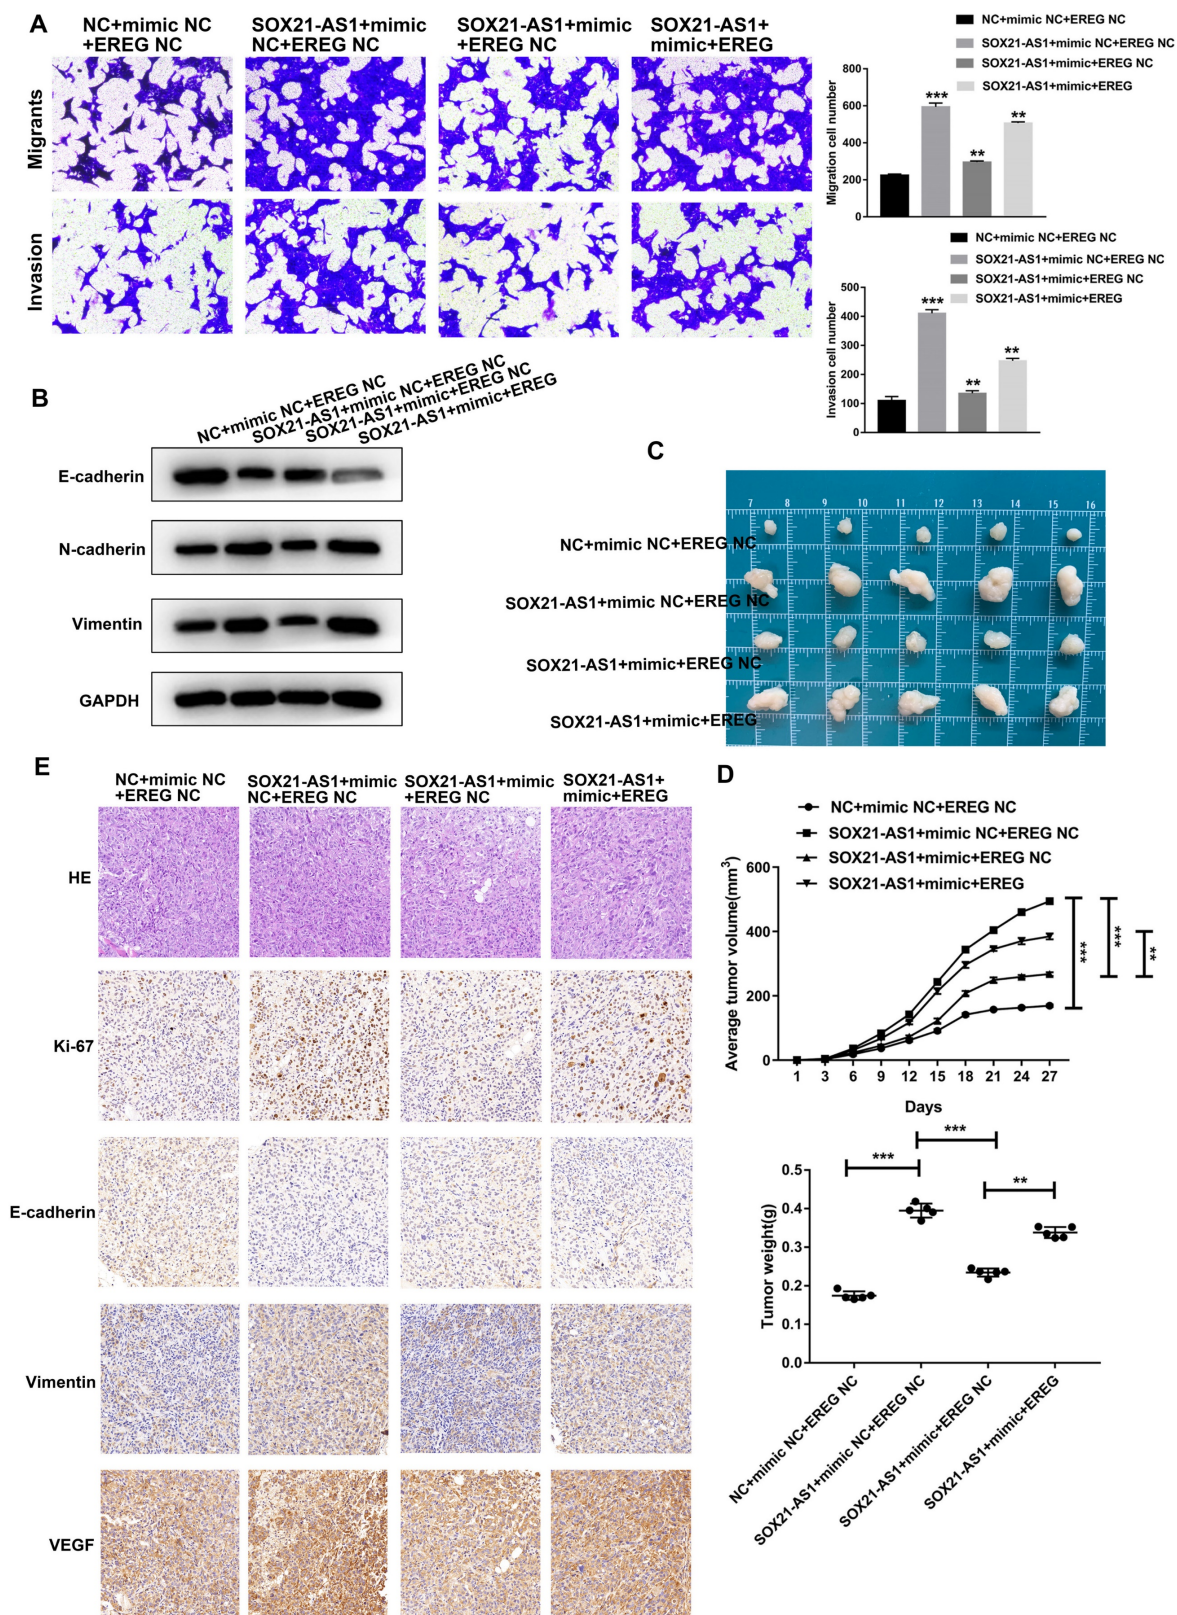 A
NC+mimic NC
+EREG NC
SOX21-AS1+mimic
NC+EREG NC
SOX21-AS1+mimic
+EREG NC
SOX21-AS1+
mimic+EREG
Migrants
Invasion
NC+mimic NC+EREG NC
SOX21-AS1+mimic NC+EREG NC
SOX21-AS1+mimic+EREG NC
SOX21-AS1+mimic+EREG
Migration cell number
800
600
400
200
0
***
**
**
NC+mimic NC+EREG NC
SOX21-AS1+mimic NC+EREG NC
SOX21-AS1+mimic+EREG NC
SOX21-AS1+mimic+EREG
Invasion cell number
500
400
300
200
100
0
***
**
**
B
NC+mimic NC+EREG NC
SOX21-AS1+mimic NC+EREG NC
SOX21-AS1+mimic+EREG NC
SOX21-AS1+mimic+EREG
E-cadherin
N-cadherin
Vimentin
GAPDH
C
7 8 9 10 11 12 13 14 15 16
NC+mimic NC+EREG NC
SOX21-AS1+mimic NC+EREG NC
SOX21-AS1+mimic+EREG NC
SOX21-AS1+mimic+EREG
E
NC+mimic NC
+EREG NC
SOX21-AS1+mimic
NC+EREG NC
SOX21-AS1+mimic
+EREG NC
SOX21-AS1+
mimic+EREG
HE
Ki-67
E-cadherin
Vimentin
VEGF
D
NC+mimic NC+EREG NC
SOX21-AS1+mimic NC+EREG NC
SOX21-AS1+mimic+EREG NC
SOX21-AS1+mimic+EREG
Average tumor volume(mm3)
600
400
200
0
1 3 6 9 12 15 18 21 24 27
Days
***
***
**
Tumor weight(g)
0.5
0.4
0.3
0.2
0.1
0.0
***
***
**
NC+mimic NC+EREG NC
SOX21-AS1+mimic NC+EREG NC
SOX21-AS1+mimic+EREG NC
SOX21-AS1+mimic+EREG